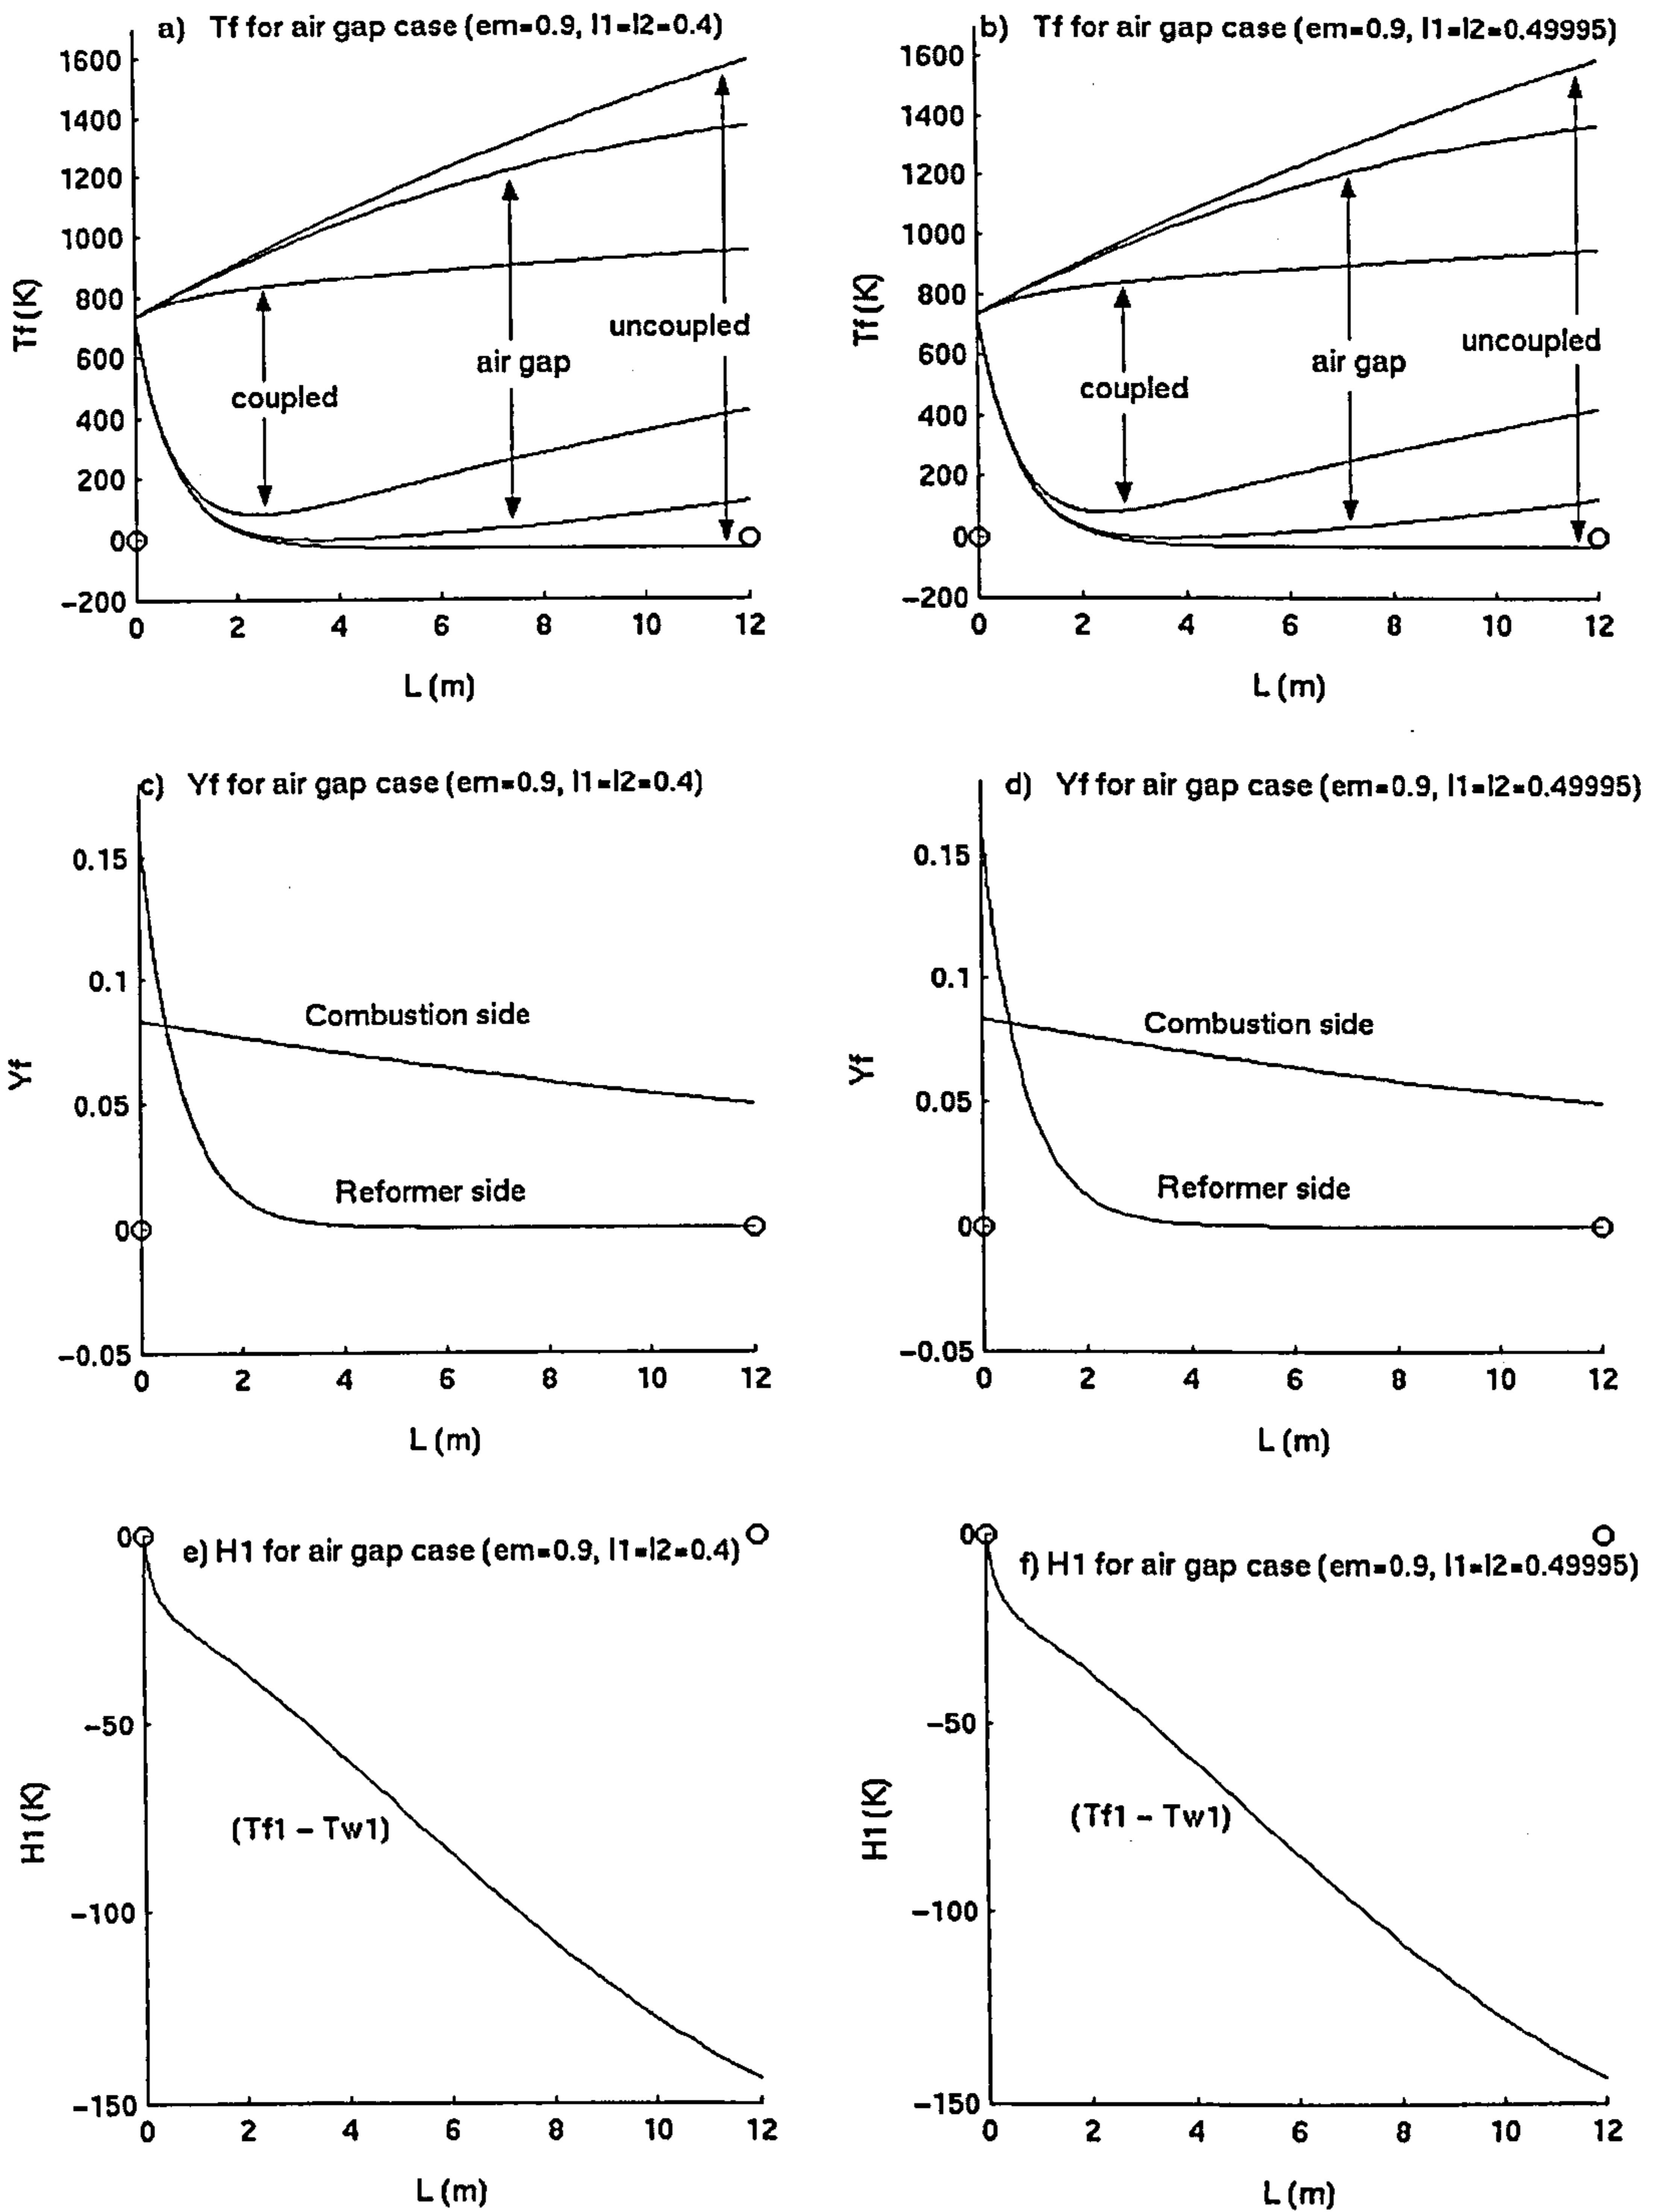 a) Tf for air gap case (em=0.9, l1=l2=0.4)
1600
1400
1200
1000
800
600
400
200
0
-200
Tf (K)
uncoupled
air gap
coupled
0 2 4 6 8 10 12
L (m)
b) Tf for air gap case (em=0.9, l1=l2=0.49995)
1600
1400
1200
1000
800
600
400
200
0
-200
Tf (K)
uncoupled
air gap
coupled
0 2 4 6 8 10 12
L (m)
c) Yf for air gap case (em=0.9, l1=l2=0.4)
0.15
0.1
0.05
0
-0.05
Yf
Combustion side
Reformer side
0 2 4 6 8 10 12
L (m)
d) Yf for air gap case (em=0.9, l1=l2=0.49995)
0.15
0.1
0.05
0
-0.05
Yf
Combustion side
Reformer side
0 2 4 6 8 10 12
L (m)
e) H1 for air gap case (em=0.9, l1=l2=0.4)
0
-50
-100
-150
H1 (K)
(Tf1 - Tw1)
0 2 4 6 8 10 12
L (m)
f) H1 for air gap case (em=0.9, l1=l2=0.49995)
0
-50
-100
-150
H1 (K)
(Tf1 - Tw1)
0 2 4 6 8 10 12
L (m)